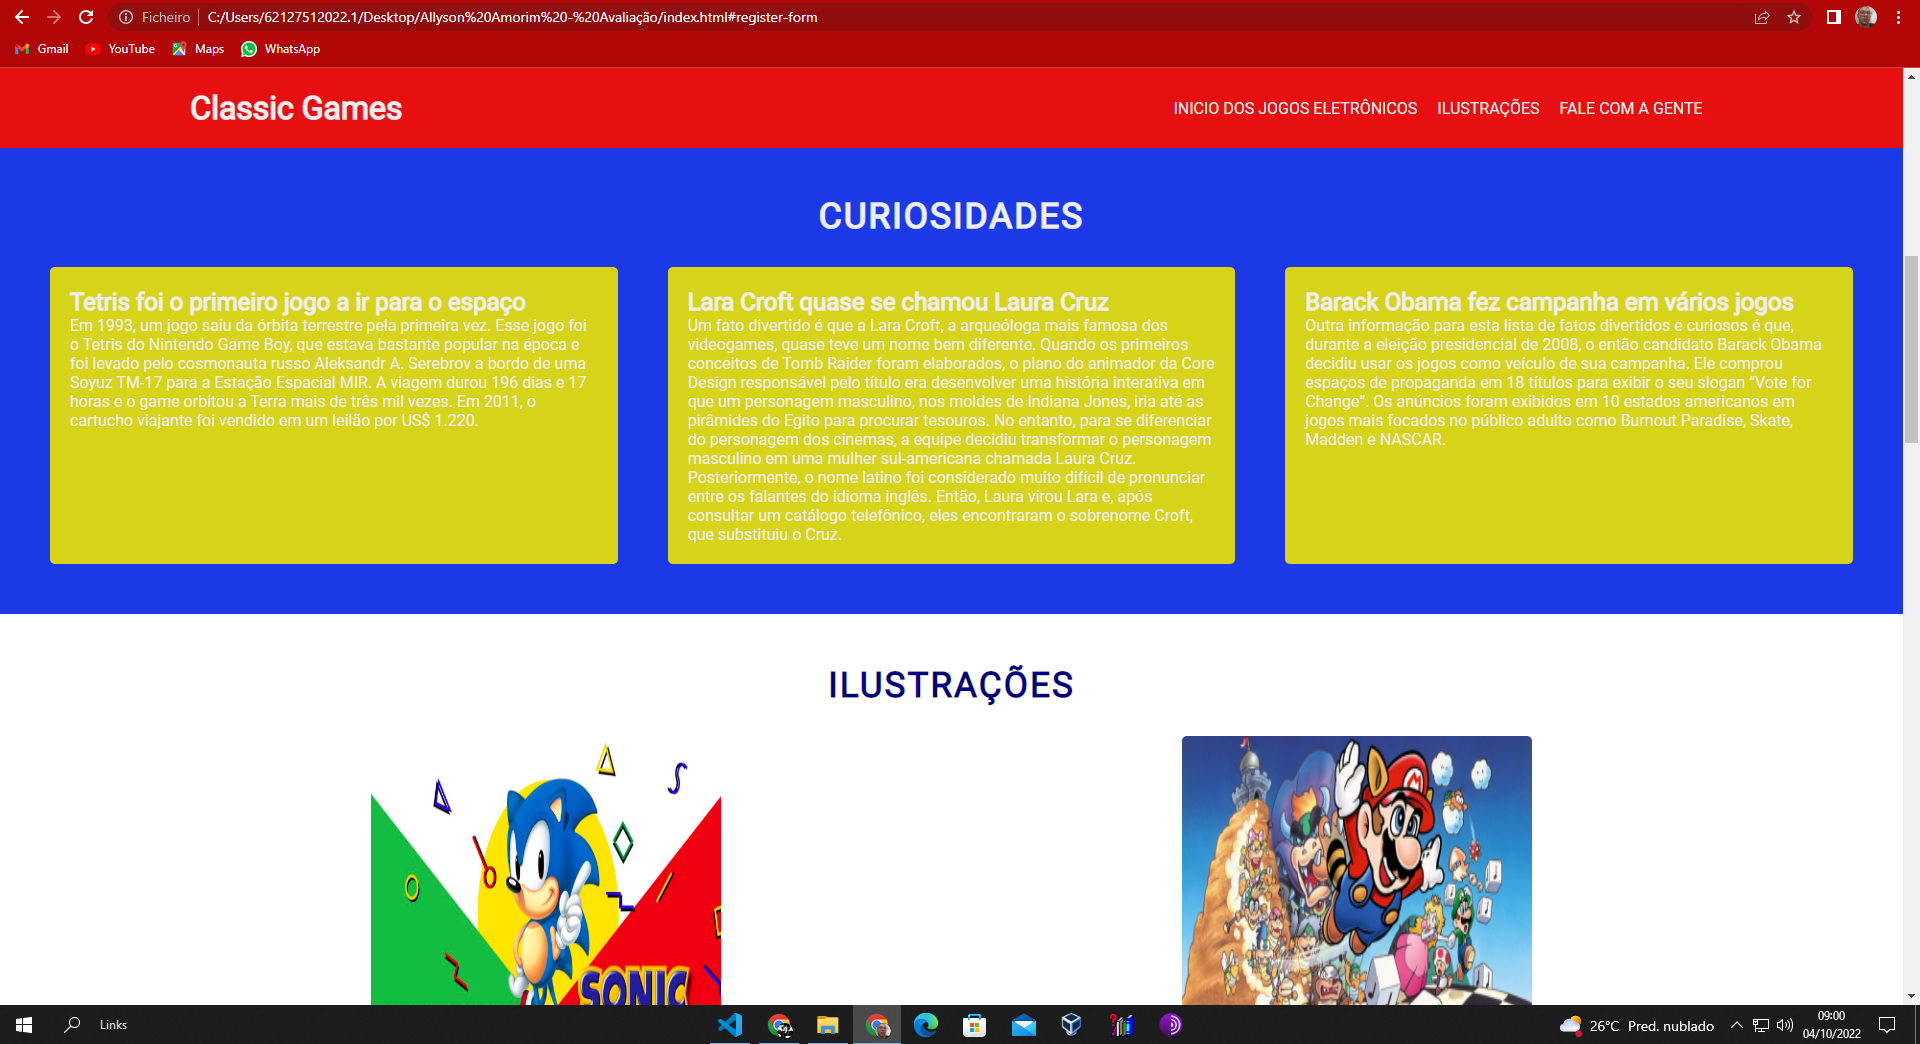 Ficheiro
C:/Users/62127512022.1/Desktop/Allyson%20Amorim%20-%20Avaliação/index.html#register-form
Gmail
YouTube
Maps
WhatsApp
Classic Games
INICIO DOS JOGOS ELETRÔNICOS
ILUSTRAÇÕES
FALE COM A GENTE
CURIOSIDADES
Tetris foi o primeiro jogo a ir para o espaço
Em 1993, um jogo saiu da órbita terrestre pela primeira vez. Esse jogo foi
o Tetris do Nintendo Game Boy, que estava bastante popular na época e
foi levado pelo cosmonauta russo Aleksandr A. Serebrov a bordo de uma
Soyuz TM-17 para a Estação Espacial MIR. A viagem durou 196 dias e 17
horas e o game orbitou a Terra mais de três mil vezes. Em 2011, o
cartucho viajante foi vendido em um leilão por US$ 1.220.
Lara Croft quase se chamou Laura Cruz
Um fato divertido é que a Lara Croft, a arqueóloga mais famosa dos
videogames, quase teve um nome bem diferente. Quando os primeiros
conceitos de Tomb Raider foram elaborados, o plano do animador da Core
Design responsável pelo título era desenvolver uma história interativa em
que um personagem masculino, nos moldes de Indiana Jones, iria até as
pirâmides do Egito para procurar tesouros. No entanto, para se diferenciar
do personagem dos cinemas, a equipe decidiu transformar o personagem
masculino em uma mulher sul-americana chamada Laura Cruz.
Posteriormente, o nome latino foi considerado muito difícil de pronunciar
entre os falantes do idioma inglês. Então, Laura virou Lara e, após
consultar um catálogo telefônico, eles encontraram o sobrenome Croft,
que substituiu o Cruz.
Barack Obama fez campanha em vários jogos
Outra informação para esta lista de fatos divertidos e curiosos é que,
durante a eleição presidencial de 2008, o então candidato Barack Obama
decidiu usar os jogos como veículo de sua campanha. Ele comprou
espaços de propaganda em 18 títulos para exibir o seu slogan “Vote for
Change”. Os anúncios foram exibidos em 10 estados americanos em
jogos mais focados no público adulto como Burnout Paradise, Skate,
Madden e NASCAR.
ILUSTRAÇÕES
SONIC
M
Links
26°C Pred. nublado
09:00
04/10/2022